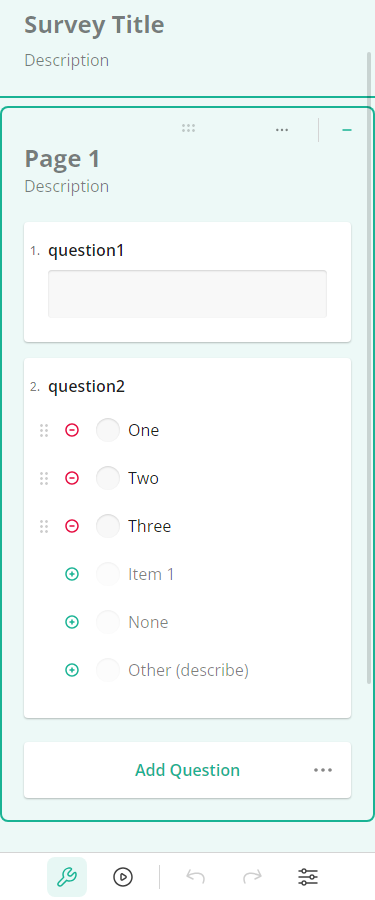 Survey Title
Description
Page 1
Description
1. question1
2. question2
One
Two
Three
Item 1
None
Other (describe)
Add Question